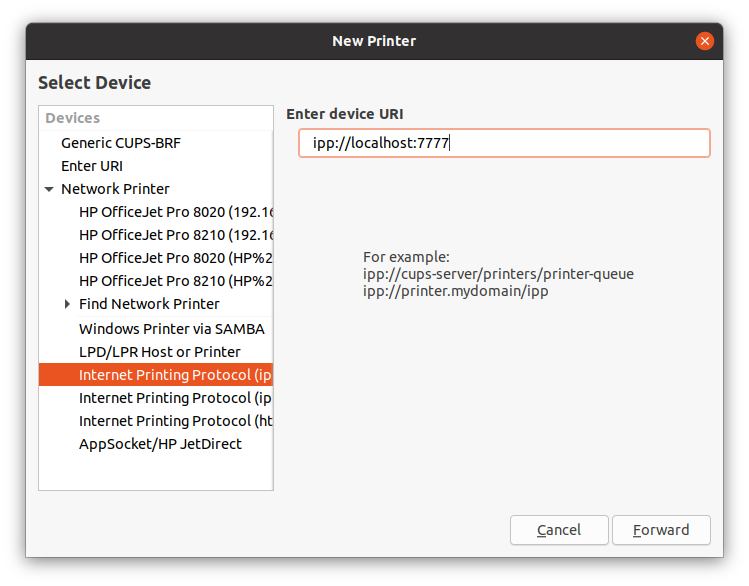 New Printer
Select Device
Devices
Generic CUPS-BRF
Enter URI
Network Printer
HP OfficeJet Pro 8020 (192.16
HP OfficeJet Pro 8210 (192.16
HP OfficeJet Pro 8020 (HP%2
HP OfficeJet Pro 8210 (HP%2
Find Network Printer
Windows Printer via SAMBA
LPD/LPR Host or Printer
Internet Printing Protocol (ip
Internet Printing Protocol (ip
Internet Printing Protocol (ht
AppSocket/HP JetDirect
Enter device URI
ipp://localhost:7777
For example:
ipp://cups-server/printers/printer-queue
ipp://printer.mydomain/ipp
Cancel
Forward